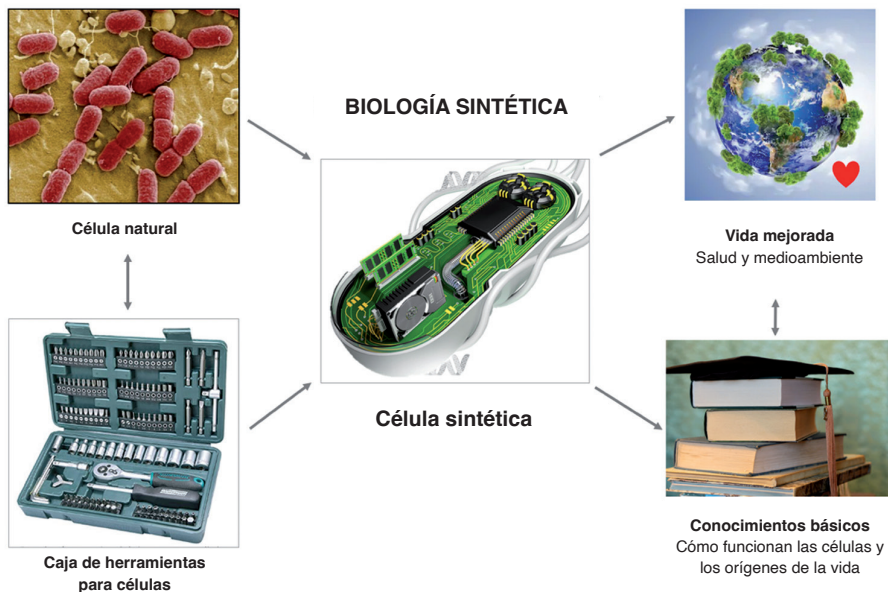 BIOLOGÍA SINTÉTICA
Célula natural
Caja de herramientas
para células
Célula sintética
Vida mejorada
Salud y medioambiente
Conocimientos básicos
Cómo funcionan las células y
los orígenes de la vida